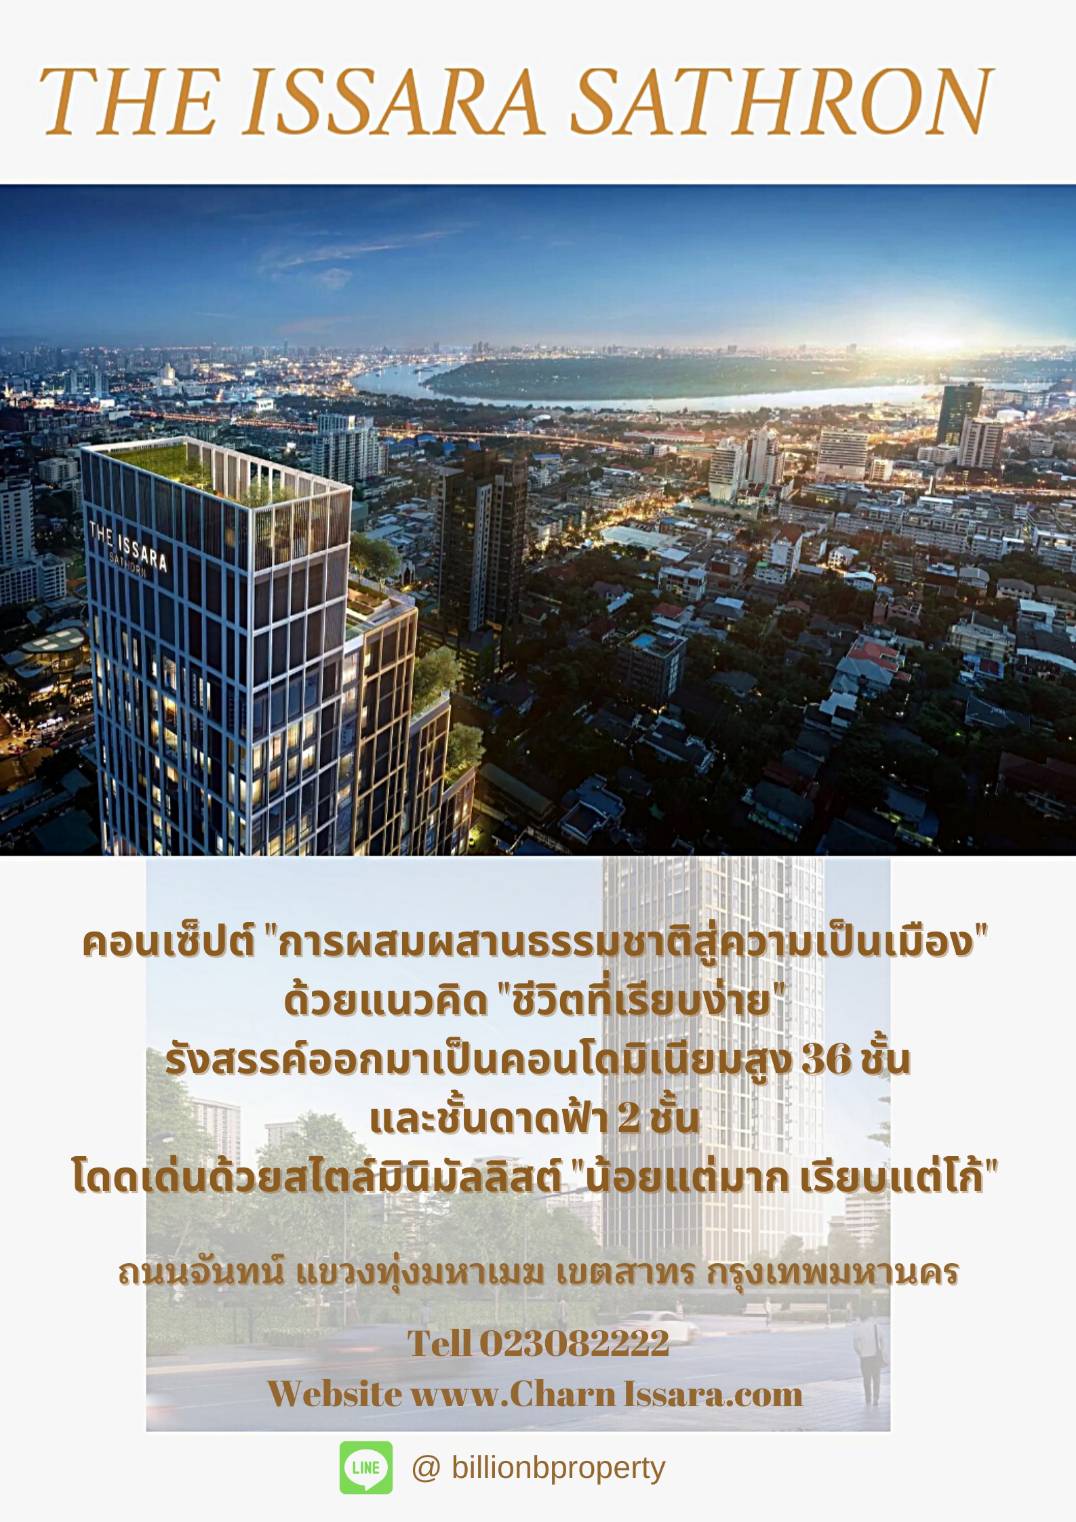 THE ISSARA SATHRON
THE ISSARA
SATHORN
คอนเซ็ปต์ "การผสมผสานธรรมชาติสู่ความเป็นเมือง"
ด้วยแนวคิด "ชีวิตที่เรียบง่าย"
รังสรรค์ออกมาเป็นคอนโดมิเนียมสูง 36 ชั้น
และชั้นดาดฟ้า 2 ชั้น
โดดเด่นด้วยสไตล์มินิมัลลิสต์ "น้อยแต่มาก เรียบแต่โก้"
ถนนจันทน์ แขวงทุ่งมหาเมฆ เขตสาทร กรุงเทพมหานคร
Tell 023082222
Website www.Charn Issara.com
LINE @ billionbproperty